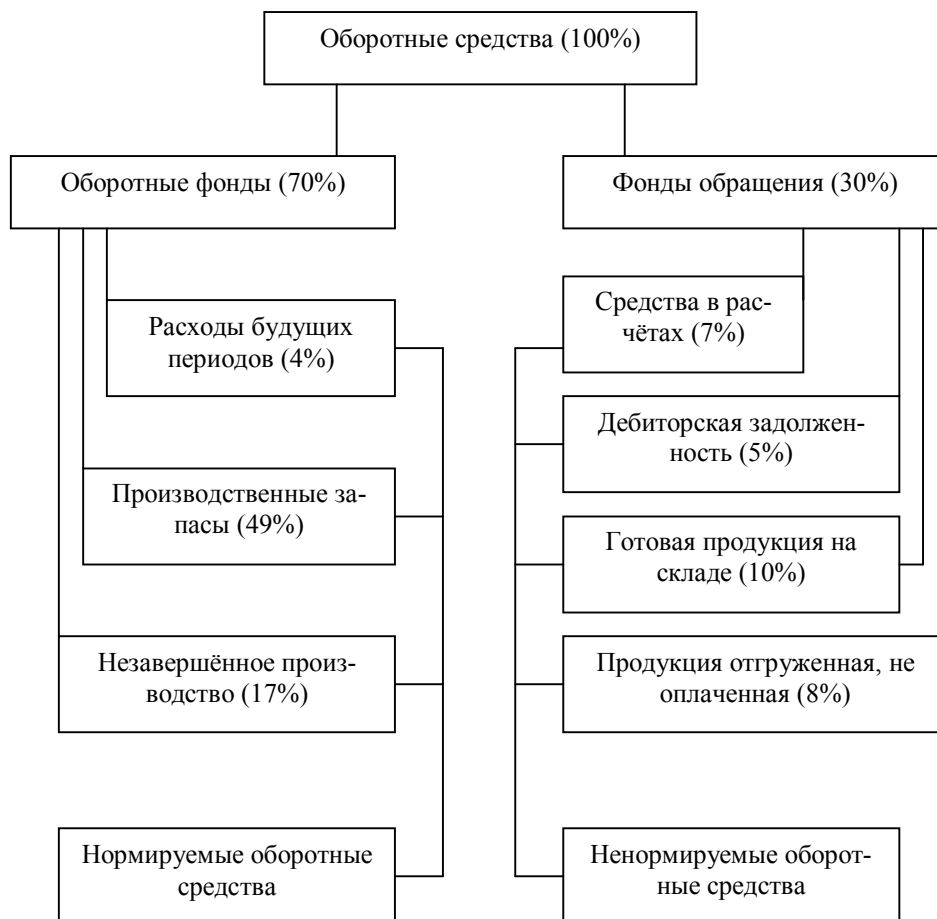 Оборотные средства (100%)
Оборотные фонды (70%)
Фонды обращения (30%)
Расходы будущих
периодов (4%)
Средства в рас-
чётах (7%)
Дебиторская задолжен-
ность (5%)
Производственные за-
пасы (49%)
Готовая продукция на
складе (10%)
Незавершённое произ-
водство (17%)
Продукция отгруженная, не
оплаченная (8%)
Нормируемые оборотные
средства
Ненормируемые оборот-
ные средства